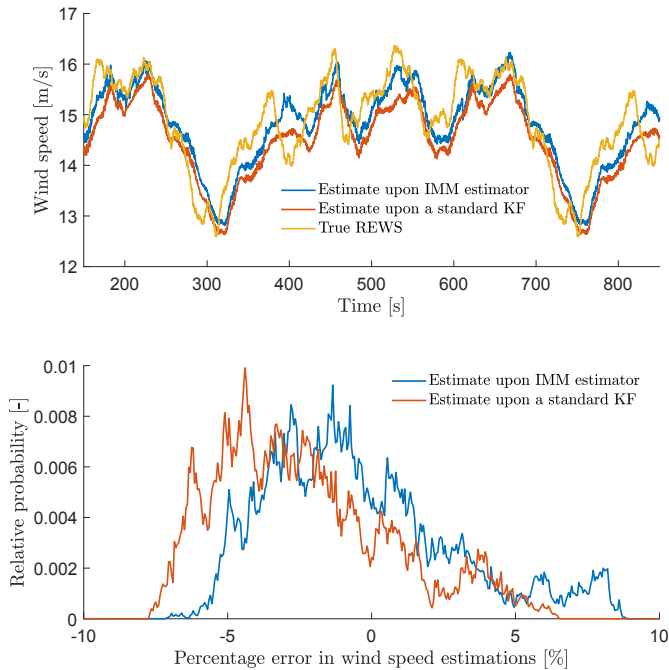 17
16
15
14
13
12
Wind speed [m/s]
Estimate upon IMM estimator
Estimate upon a standard KF
True REWS
200 300 400 500 600 700 800
Time [s]
0.01
0.008
0.006
0.004
0.002
0
Relative probability [-]
Estimate upon IMM estimator
Estimate upon a standard KF
-10 -5 0 5 10
Percentage error in wind speed estimations [%]